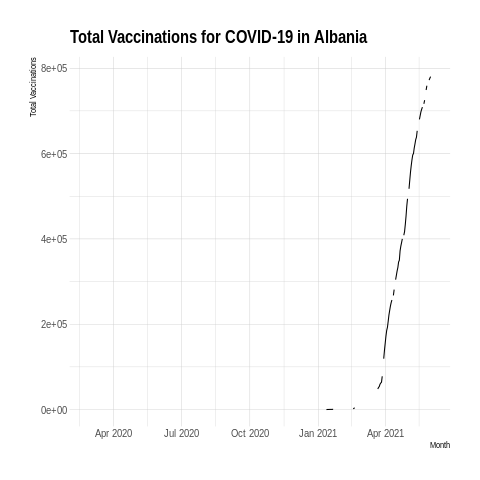 Total Vaccinations for COVID-19 in Albania
Total Vaccinations
8e+05
6e+05
4e+05
2e+05
0e+00
Apr 2020 Jul 2020 Oct 2020 Jan 2021 Apr 2021
Month